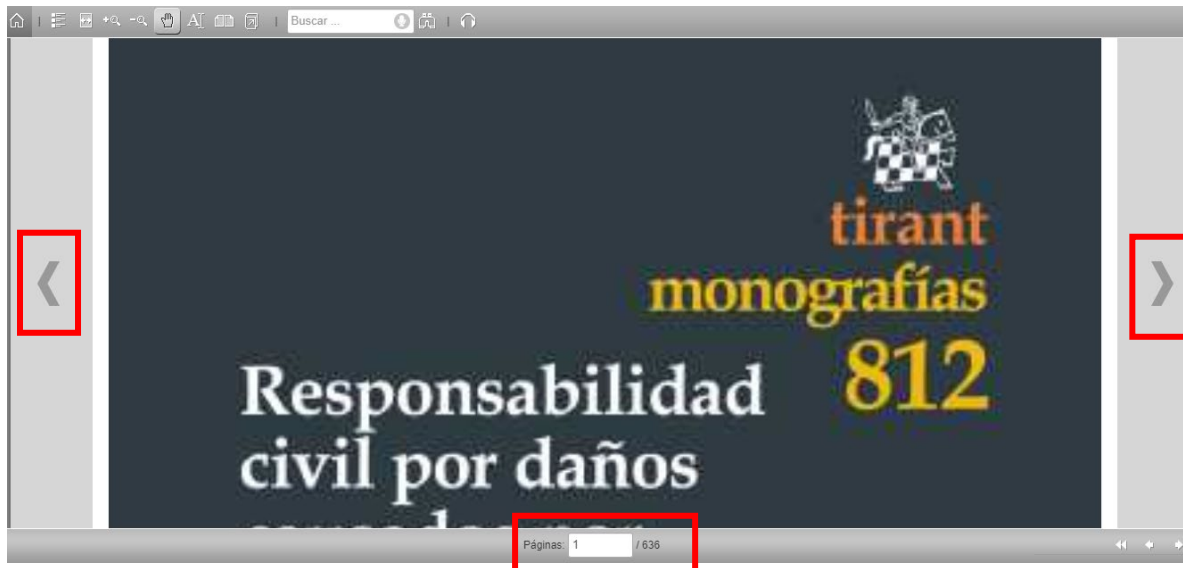 Buscar ...
tirant
monografías
812
Responsabilidad
civil por daños
Páginas: 1 / 636